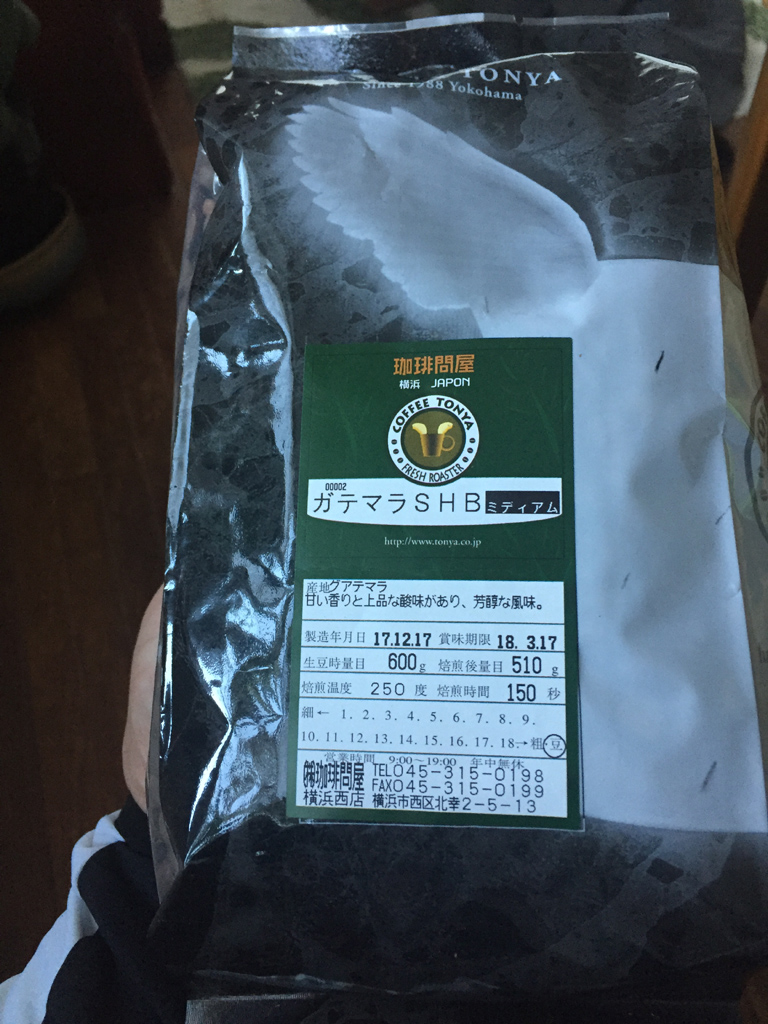 TONYA
Since 1988 Yokohama
珈琲問屋
横浜 JAPON
COFFEE TONYA
FRESH ROASTER
00002
ガテマラSHB ミディアム
http://www.tonya.co.jp
産地グアテマラ
甘い香りと上品な酸味があり、芳醇な風味。
製造年月日 17.12.17 賞味期限 18. 3.17
生豆時量目 600g 焙煎後量目 510 g
焙煎温度 250 度 焙煎時間 150 秒
細← 1. 2. 3. 4. 5. 6. 7. 8. 9.
10. 11. 12. 13. 14. 15. 16. 17. 18.→粗 豆
営業時間 9:00~19:00 年中無休
㈱珈琲問屋 TEL045-315-0198
FAX045-315-0199
横浜西店 横浜市西区北幸2-5-13